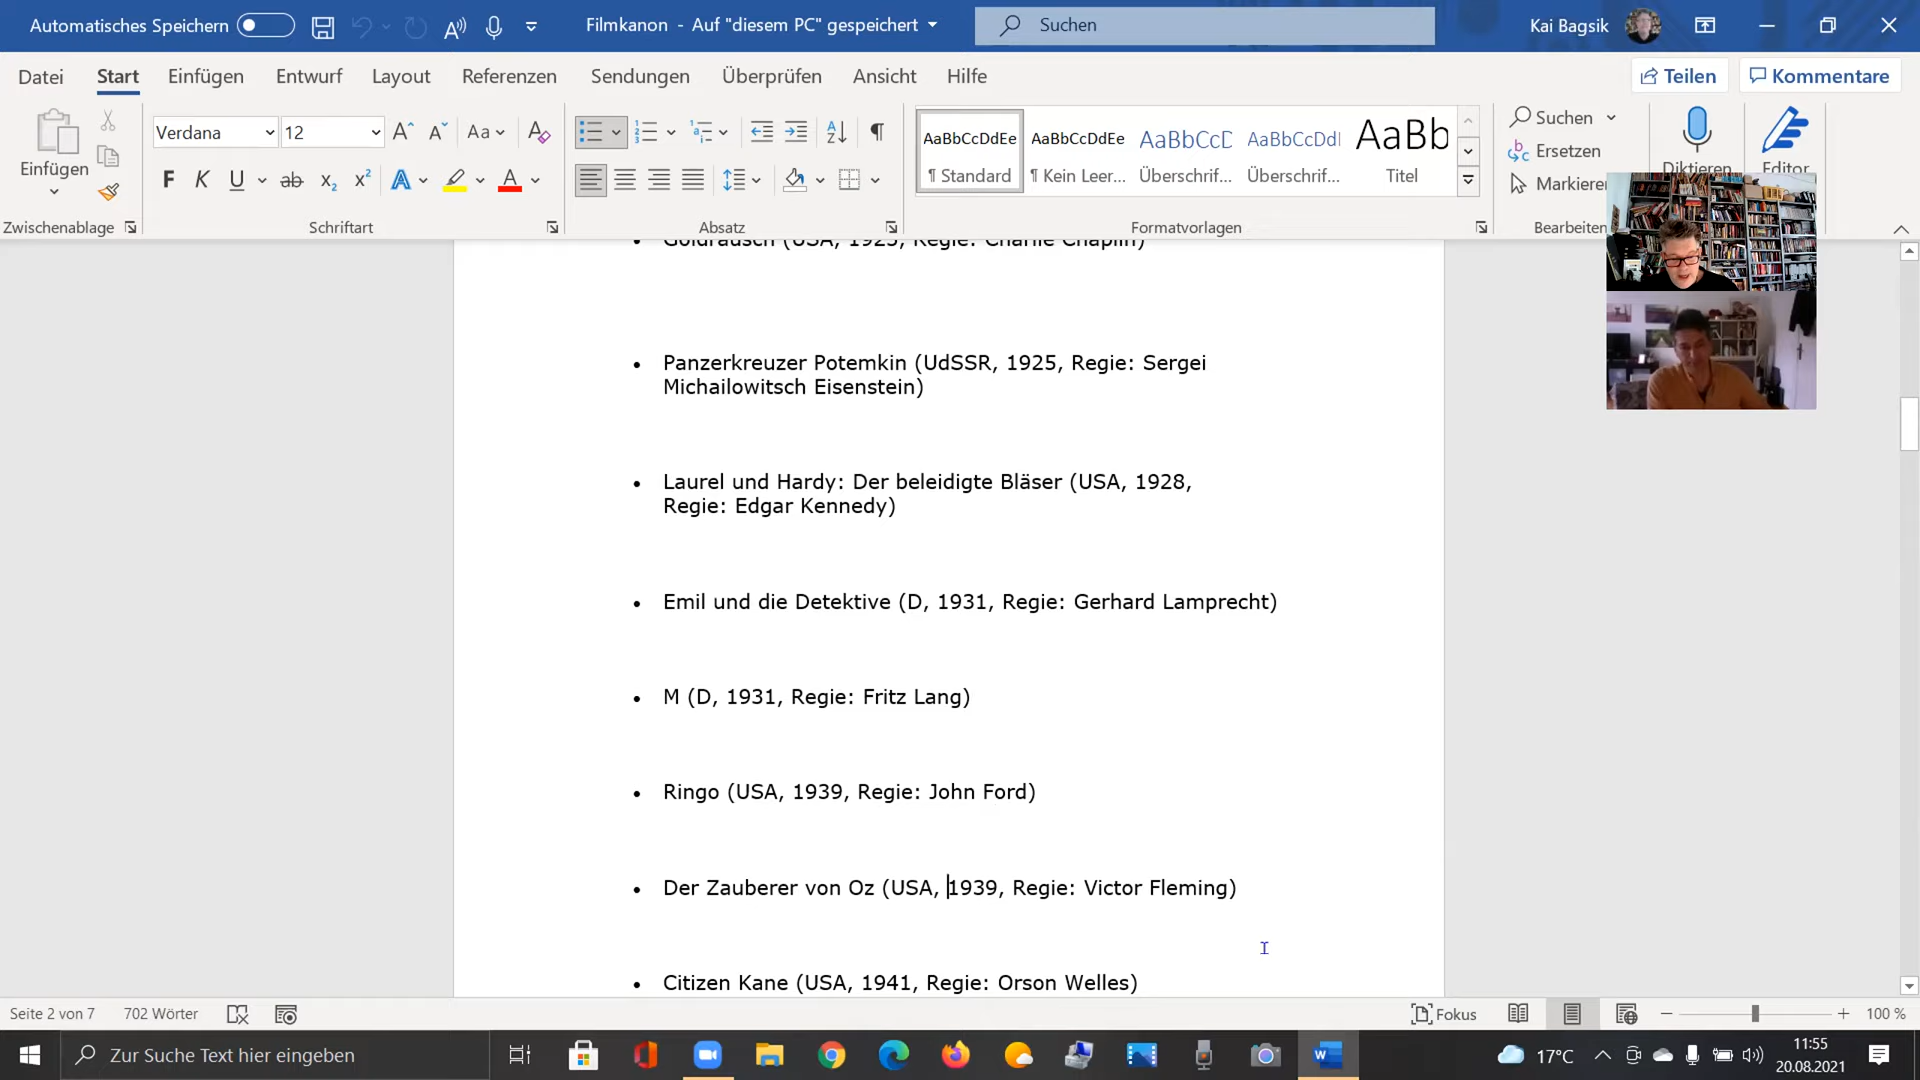 Automatisches Speichern
Filmkanon - Auf "diesem PC" gespeichert
Suchen
Kai Bagsik
Datei Start Einfügen Entwurf Layout Referenzen Sendungen Überprüfen Ansicht Hilfe
Teilen Kommentare
Einfügen
Verdana 12
AaBbCcDdEe AaBbCcDdEe AaBbCcD AaBbCcDdI AaBb
¶ Standard ¶ Kein Leer... Überschrif... Überschrif... Titel
Suchen
Ersetzen
Markieren
Diktieren
Editor
Zwischenablage Schriftart Absatz Formatvorlagen Bearbeiten
• Goldrausch (USA, 1925, Regie: Charlie Chaplin)
• Panzerkreuzer Potemkin (UdSSR, 1925, Regie: Sergei
Michailowitsch Eisenstein)
• Laurel und Hardy: Der beleidigte Bläser (USA, 1928,
Regie: Edgar Kennedy)
• Emil und die Detektive (D, 1931, Regie: Gerhard Lamprecht)
• M (D, 1931, Regie: Fritz Lang)
• Ringo (USA, 1939, Regie: John Ford)
• Der Zauberer von Oz (USA, 1939, Regie: Victor Fleming)
• Citizen Kane (USA, 1941, Regie: Orson Welles)
Seite 2 von 7 702 Wörter
Fokus
100 %
Zur Suche Text hier eingeben
17°C
11:55
20.08.2021